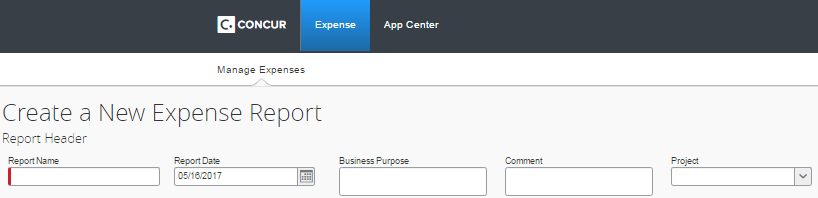 CONCUR Expense App Center
Manage Expenses
Create a New Expense Report
Report Header
Report Name Report Date Business Purpose Comment Project
05/16/2017